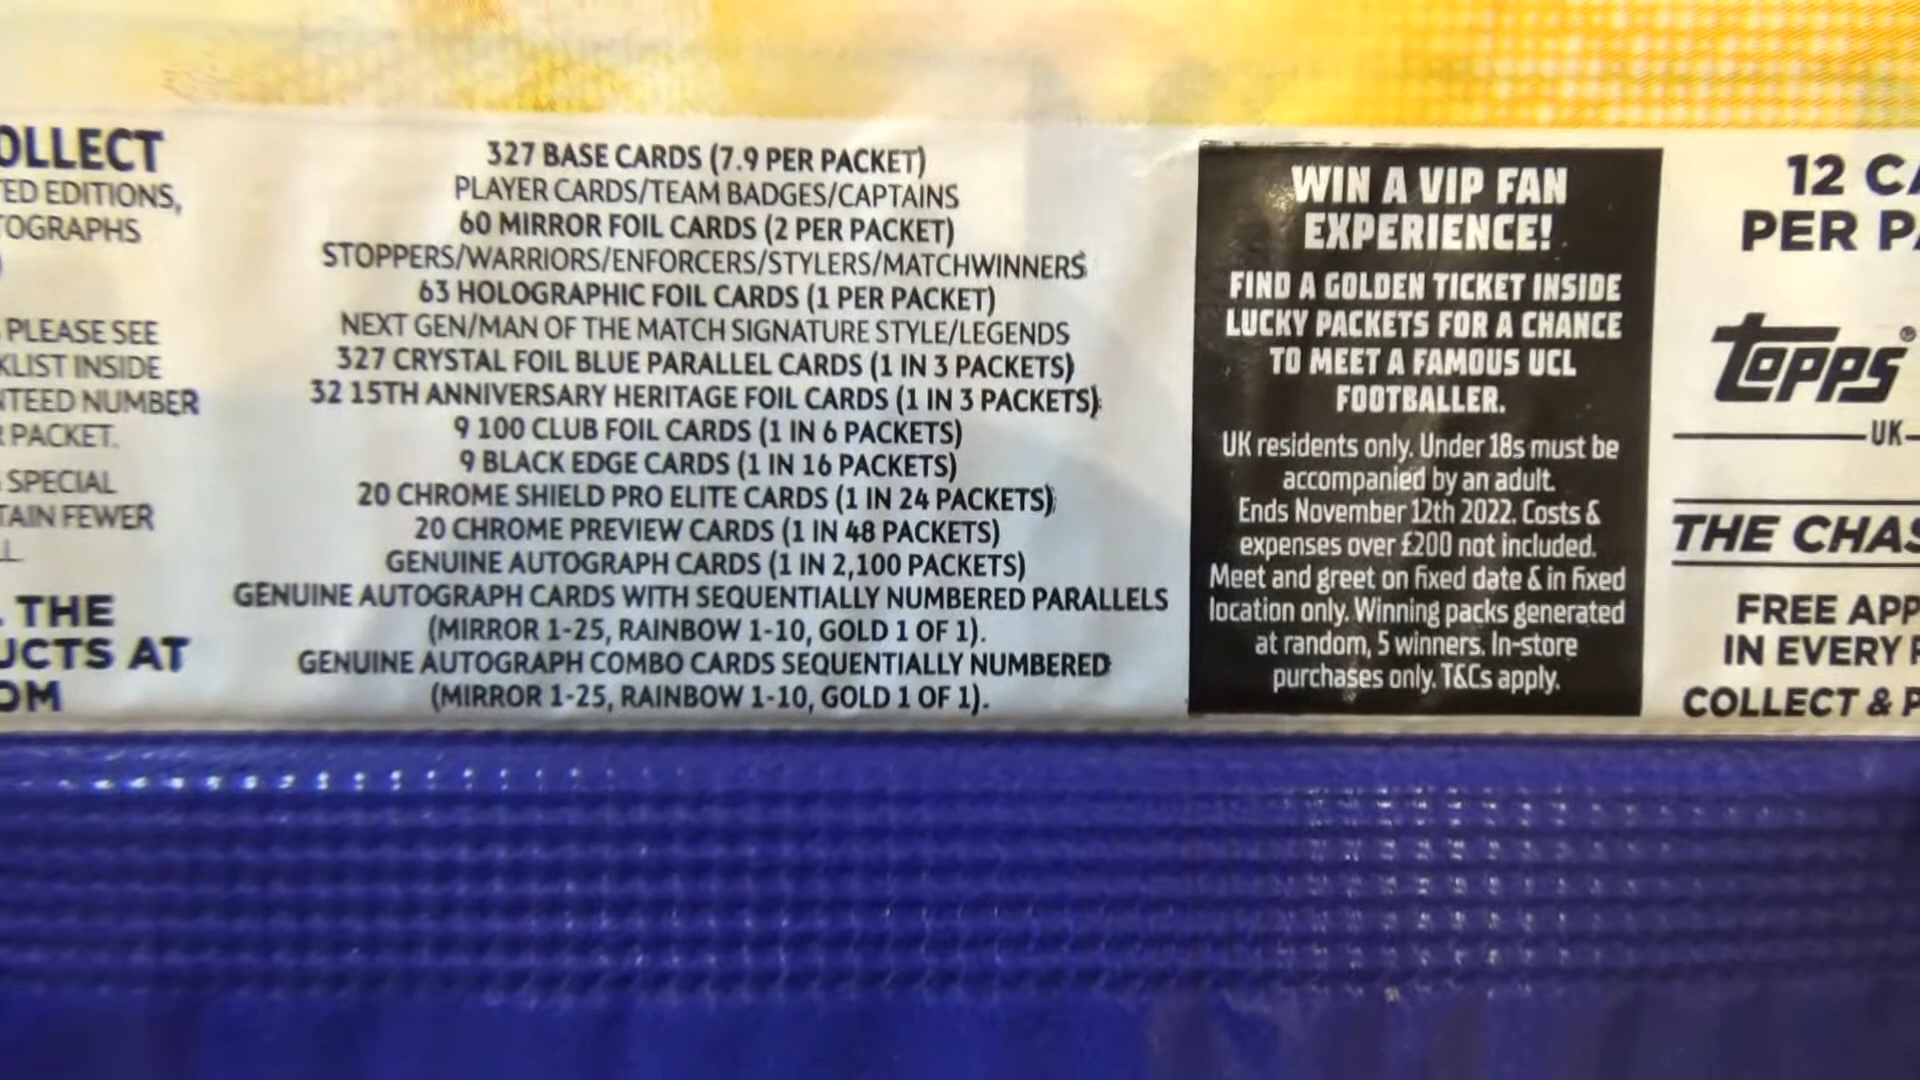 OLLECT
TED EDITIONS,
TOGRAPHS
)
PLEASE SEE
KLIST INSIDE
NTEED NUMBER
R PACKET.
SPECIAL
TAIN FEWER
LL
. THE
UCTS AT
OM
327 BASE CARDS (7.9 PER PACKET)
PLAYER CARDS/TEAM BADGES/CAPTAINS
60 MIRROR FOIL CARDS (2 PER PACKET)
STOPPERS/WARRIORS/ENFORCERS/STYLERS/MATCHWINNERS
63 HOLOGRAPHIC FOIL CARDS (1 PER PACKET)
NEXT GEN/MAN OF THE MATCH SIGNATURE STYLE/LEGENDS
327 CRYSTAL FOIL BLUE PARALLEL CARDS (1 IN 3 PACKETS)
32 15TH ANNIVERSARY HERITAGE FOIL CARDS (1 IN 3 PACKETS)
9 100 CLUB FOIL CARDS (1 IN 6 PACKETS)
9 BLACK EDGE CARDS (1 IN 16 PACKETS)
20 CHROME SHIELD PRO ELITE CARDS (1 IN 24 PACKETS)
20 CHROME PREVIEW CARDS (1 IN 48 PACKETS)
GENUINE AUTOGRAPH CARDS (1 IN 2,100 PACKETS)
GENUINE AUTOGRAPH CARDS WITH SEQUENTIALLY NUMBERED PARALLELS
(MIRROR 1-25, RAINBOW 1-10, GOLD 1 OF 1).
GENUINE AUTOGRAPH COMBO CARDS SEQUENTIALLY NUMBERED
(MIRROR 1-25, RAINBOW 1-10, GOLD 1 OF 1).
WIN A VIP FAN
EXPERIENCE!
FIND A GOLDEN TICKET INSIDE
LUCKY PACKETS FOR A CHANCE
TO MEET A FAMOUS UCL
FOOTBALLER.
UK residents only. Under 18s must be
accompanied by an adult.
Ends November 12th 2022. Costs &
expenses over £200 not included.
Meet and greet on fixed date & in fixed
location only. Winning packs generated
at random, 5 winners. In-store
purchases only. T&Cs apply.
12 CA
PER PA
topps®
UK
THE CHAS
FREE APP
IN EVERY P
COLLECT & P